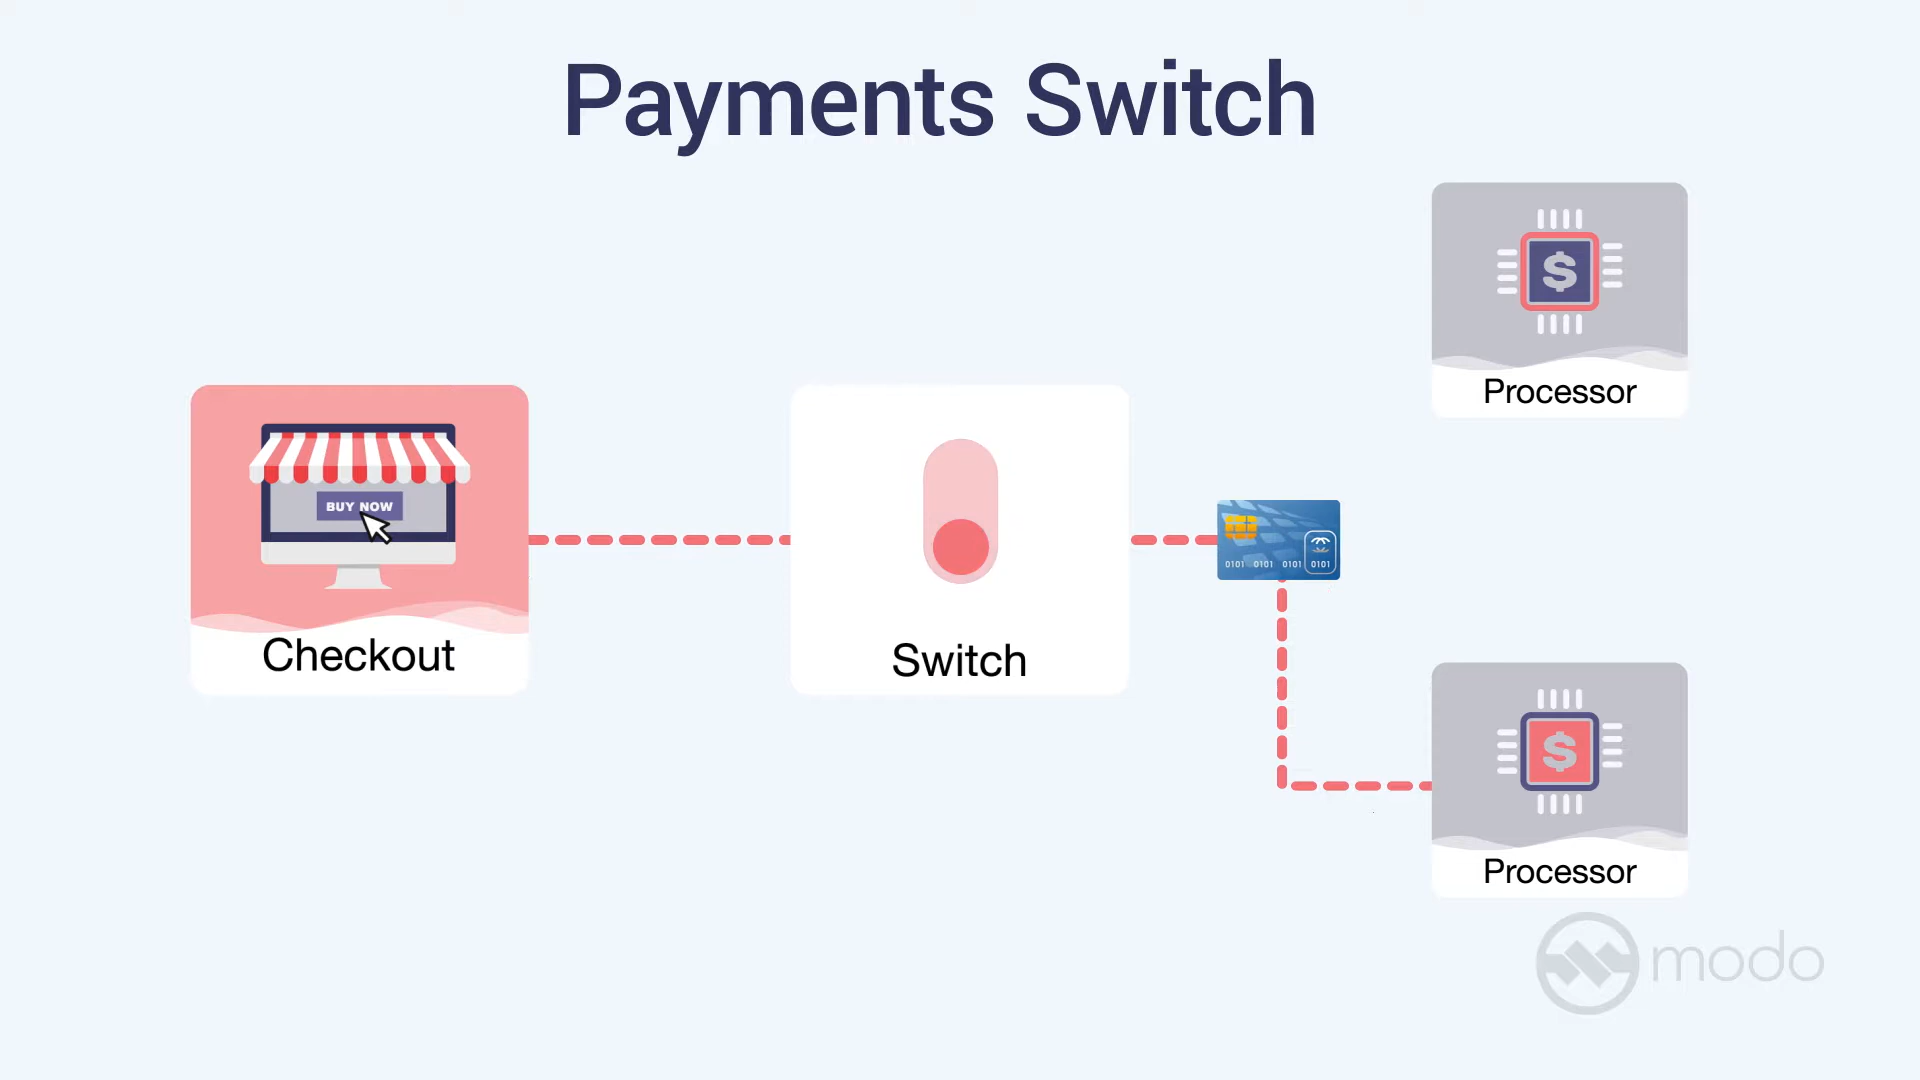 Payments Switch
Processor
BUY NOW
Checkout
Switch
0101 0101 0101 0101
Processor
modo